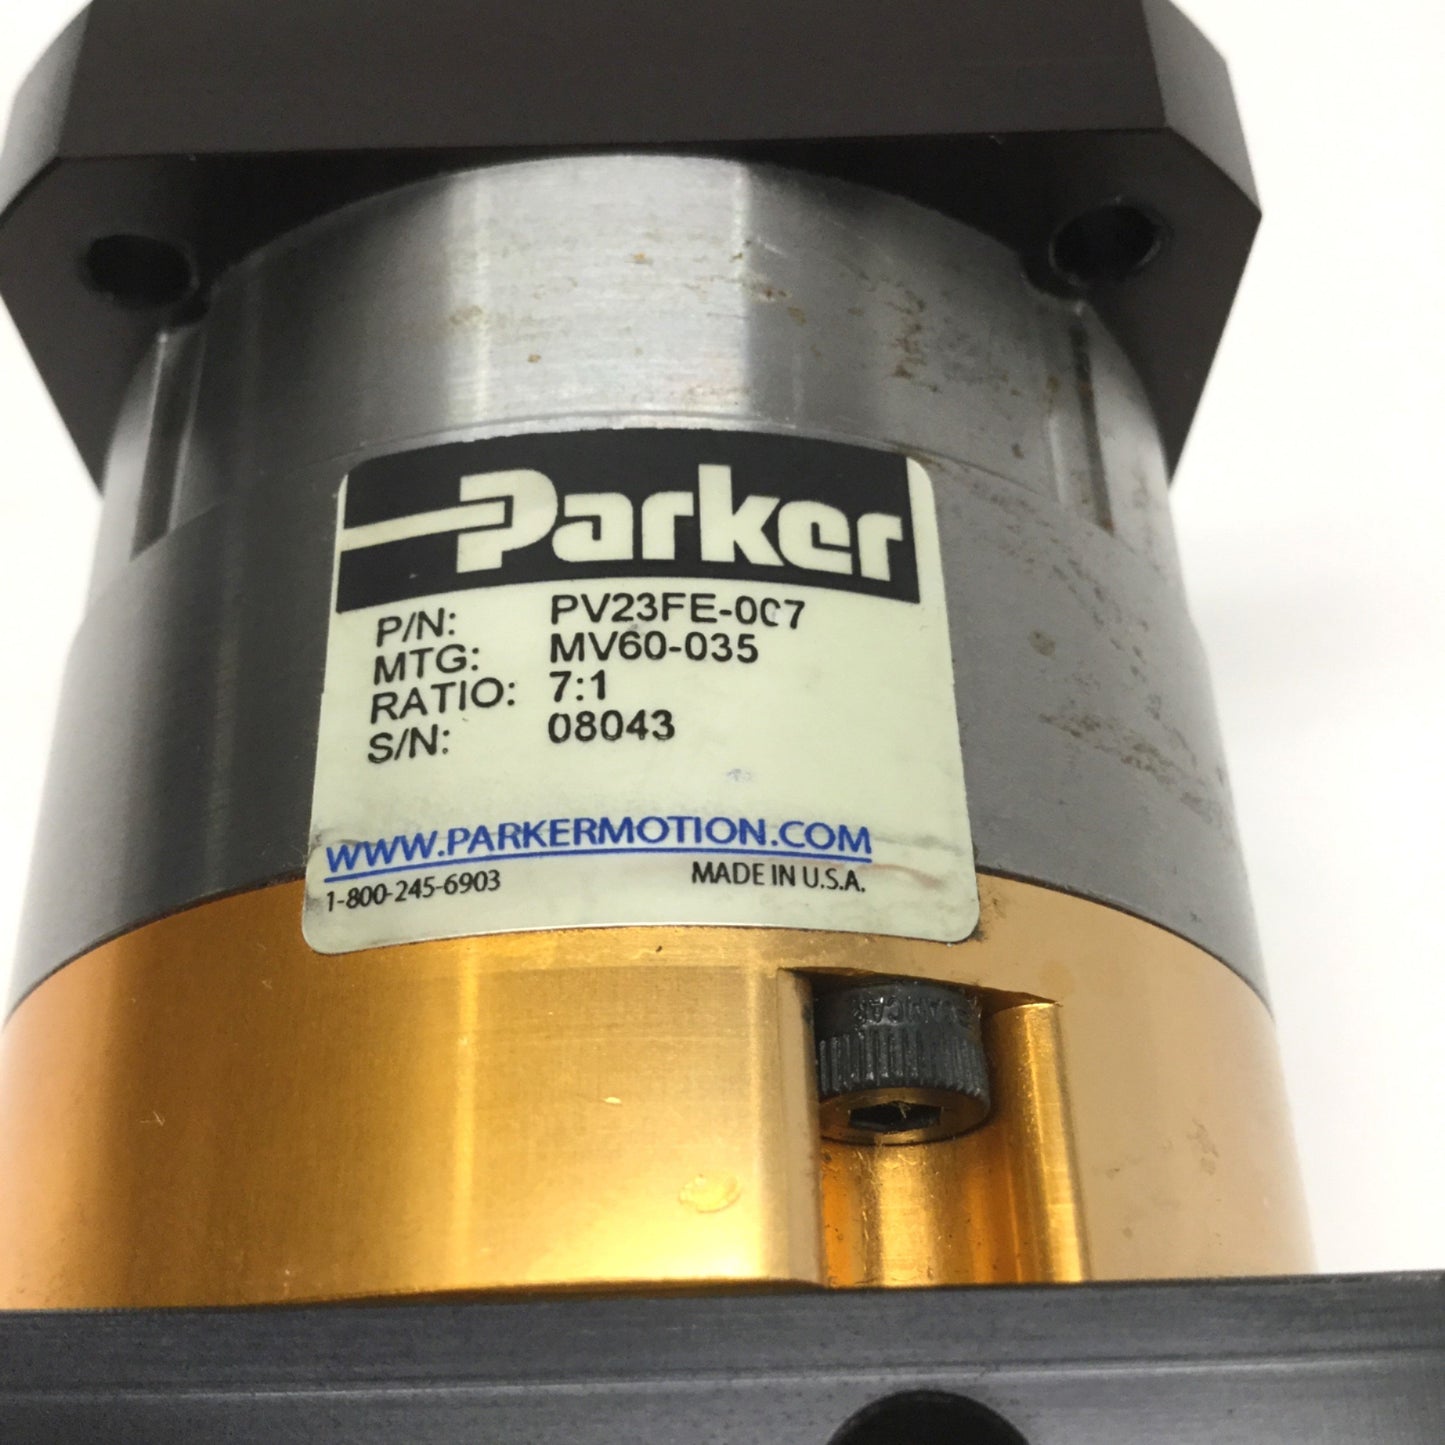 Parker
P/N: PV23FE-007
MTG: MV60-035
RATIO: 7:1
S/N: 08043
WWW.PARKERMOTION.COM
1-800-245-6903 MADE IN U.S.A.